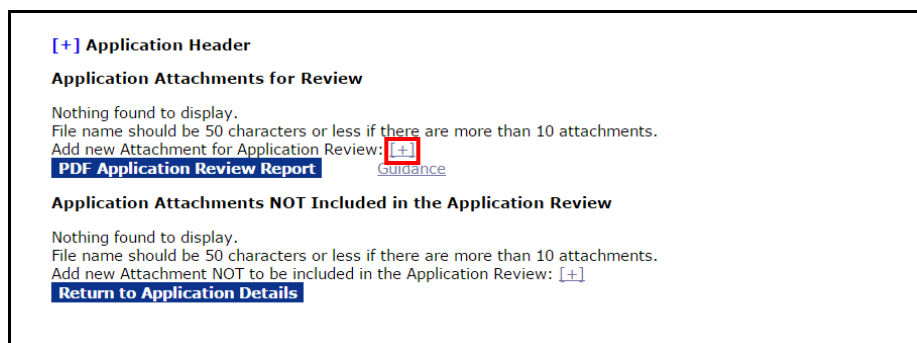 [+] Application Header
Application Attachments for Review
Nothing found to display.
File name should be 50 characters or less if there are more than 10 attachments.
Add new Attachment for Application Review: [+]
PDF Application Review Report Guidance
Application Attachments NOT Included in the Application Review
Nothing found to display.
File name should be 50 characters or less if there are more than 10 attachments.
Add new Attachment NOT to be included in the Application Review: [+]
Return to Application Details